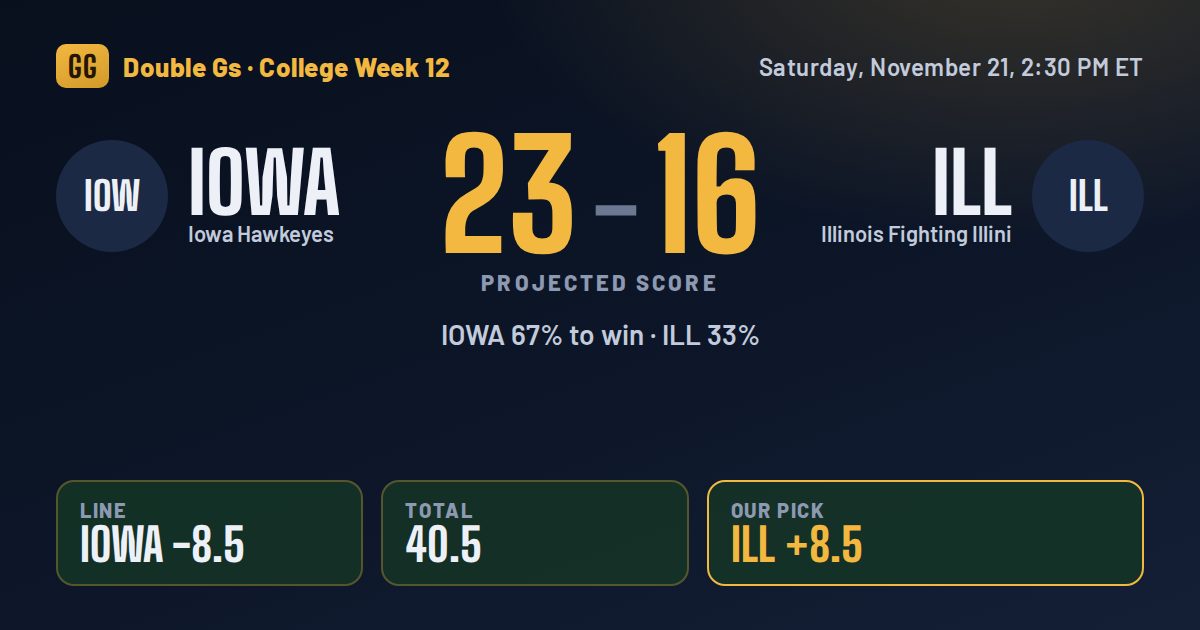 GG Double Gs · College Week 12
Saturday, November 21, 2:30 PM ET
IOW IOWA
Iowa Hawkeyes
23 – 16
PROJECTED SCORE
IOWA 67% to win · ILL 33%
ILL ILL
Illinois Fighting Illini
LINE
IOWA −8.5
TOTAL
40.5
OUR PICK
ILL +8.5